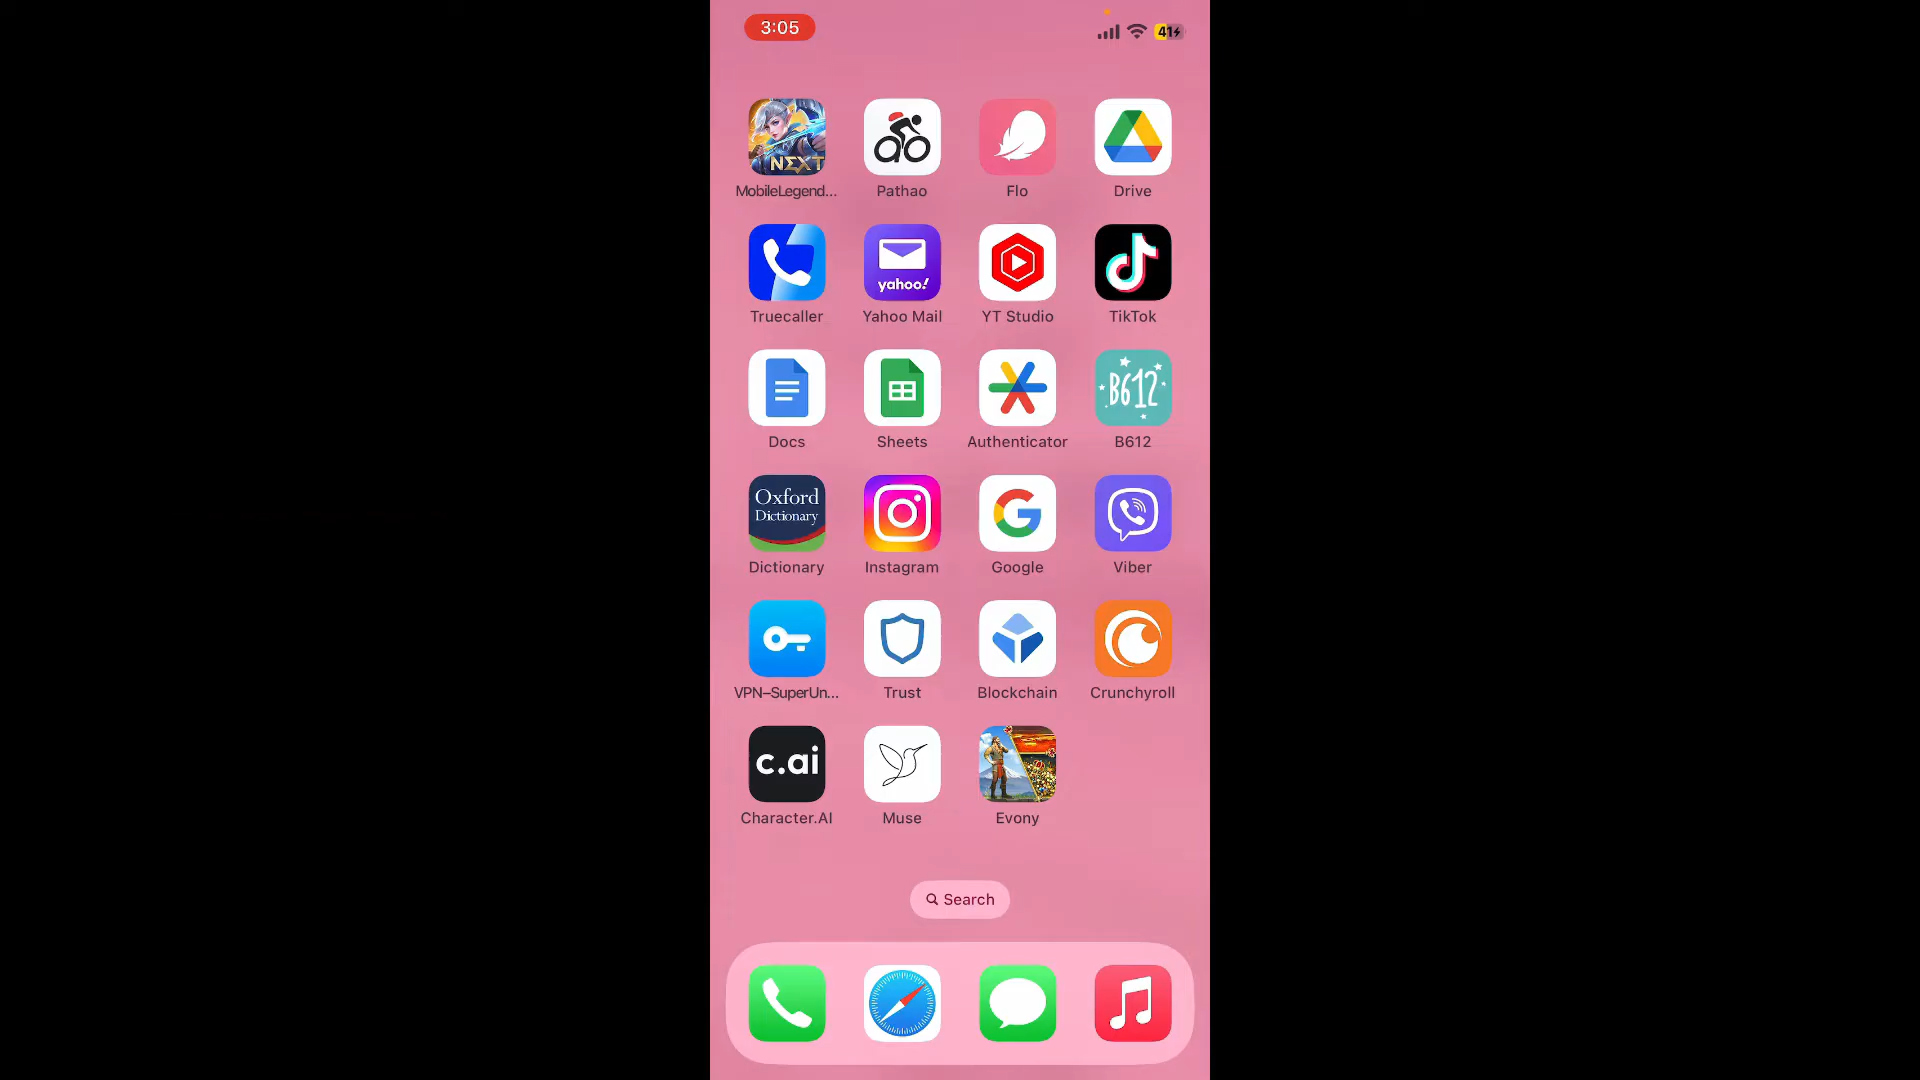 3:05
41
NEXT
MobileLegend...
Pathao
Flo
Drive
yahoo!
Truecaller
Yahoo Mail
YT Studio
TikTok
B612
Docs
Sheets
Authenticator
B612
Oxford
Dictionary
Dictionary
Instagram
Google
Viber
VPN–SuperUn...
Trust
Blockchain
Crunchyroll
c.ai
Character.AI
Muse
Evony
Search